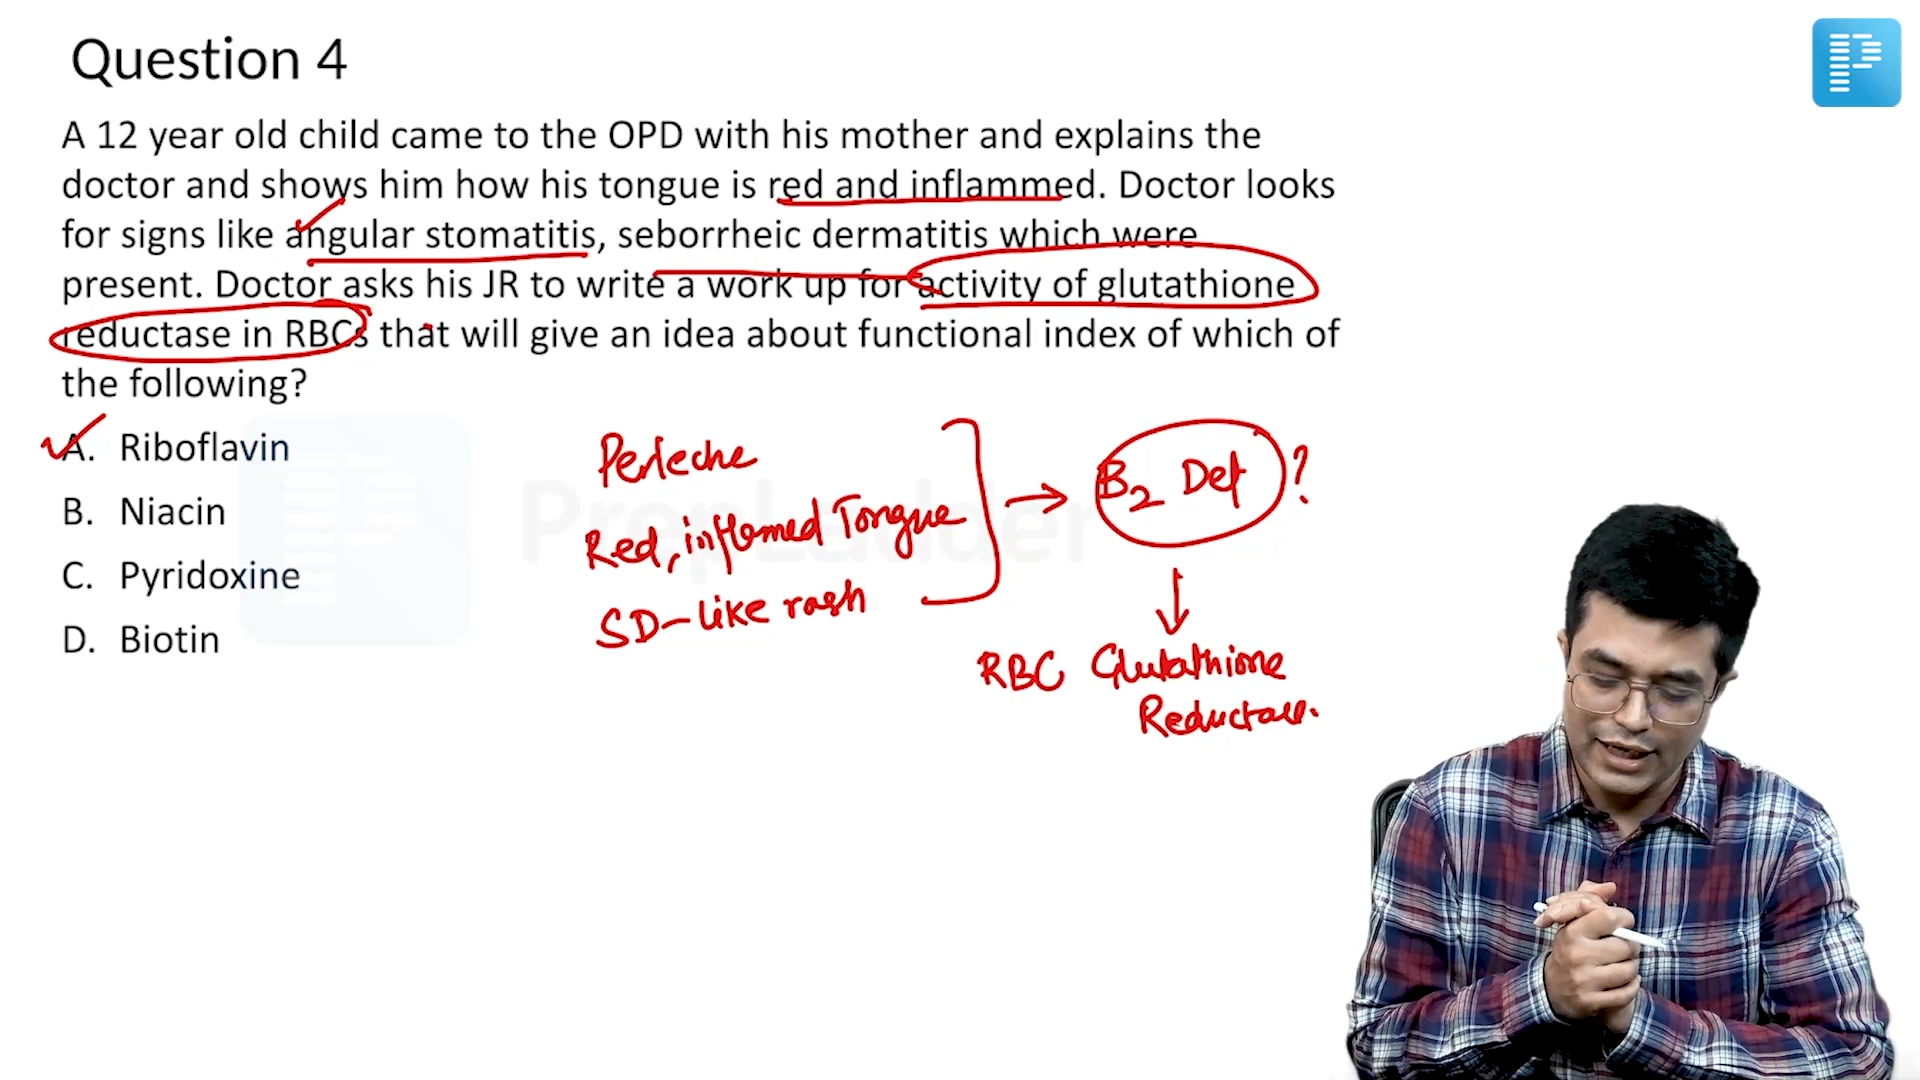 Question 4
A 12 year old child came to the OPD with his mother and explains the
doctor and shows him how his tongue is red and inflammed. Doctor looks
for signs like angular stomatitis, seborrheic dermatitis which were
present. Doctor asks his JR to write a work up for activity of glutathione
reductase in RBCs that will give an idea about functional index of which of
the following?
A. Riboflavin
B. Niacin
C. Pyridoxine
D. Biotin
Perleche
Red, inflamed Tongue
SD-like rash
B2 Def ?
RBC Glutathione
Reductase.
PrepLadder